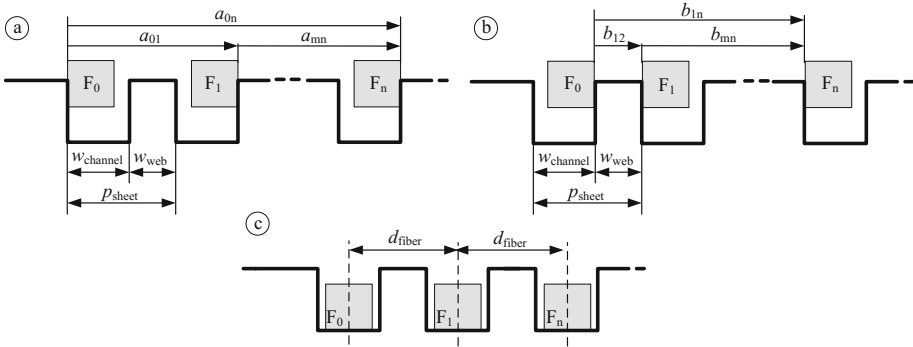 a
a0n
a01
amn
F0
F1
Fn
wchannel
wweb
psheet
b
b1n
b12
bmn
F0
F1
Fn
wchannel
wweb
psheet
c
dfiber
dfiber
F0
F1
Fn